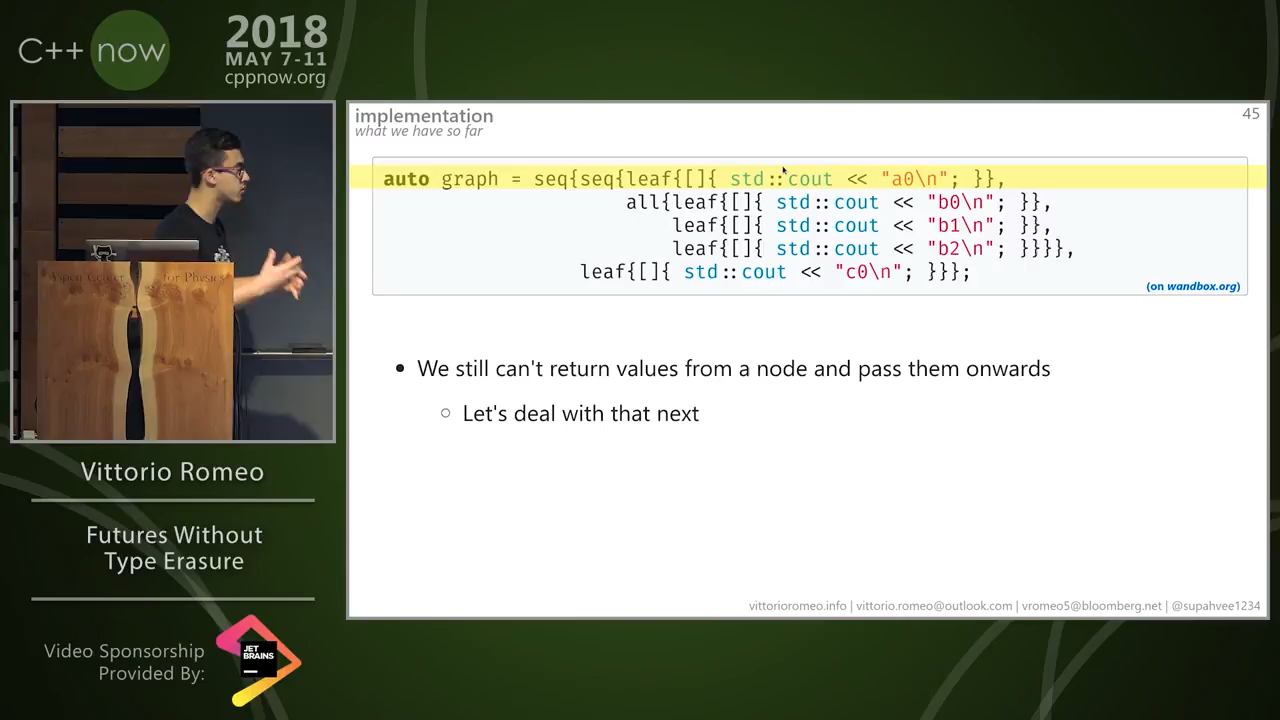 C++ now
2018
MAY 7-11
cppnow.org
implementation
what we have so far
45
auto graph = seq{seq{leaf{[]{ std::cout << "a0\n"; }},
all{leaf{[]{ std::cout << "b0\n"; }},
leaf{[]{ std::cout << "b1\n"; }},
leaf{[]{ std::cout << "b2\n"; }}}},
leaf{[]{ std::cout << "c0\n"; }}};
(on wandbox.org)
• We still can't return values from a node and pass them onwards
○ Let's deal with that next
vittorioromeo.info | vittorio.romeo@outlook.com | vromeo5@bloomberg.net | @supahvee1234
Aspen Center for Physics
Vittorio Romeo
Futures Without
Type Erasure
Video Sponsorship
Provided By:
JET
BRAINS